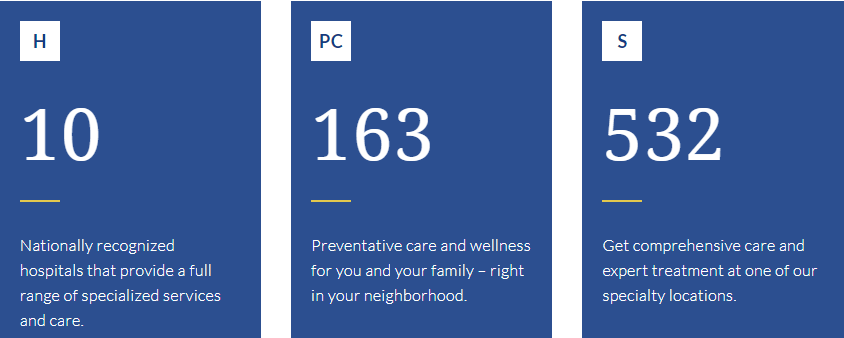 H
10
Nationally recognized
hospitals that provide a full
range of specialized services
and care.
PC
163
Preventative care and wellness
for you and your family – right
in your neighborhood.
S
532
Get comprehensive care and
expert treatment at one of our
specialty locations.